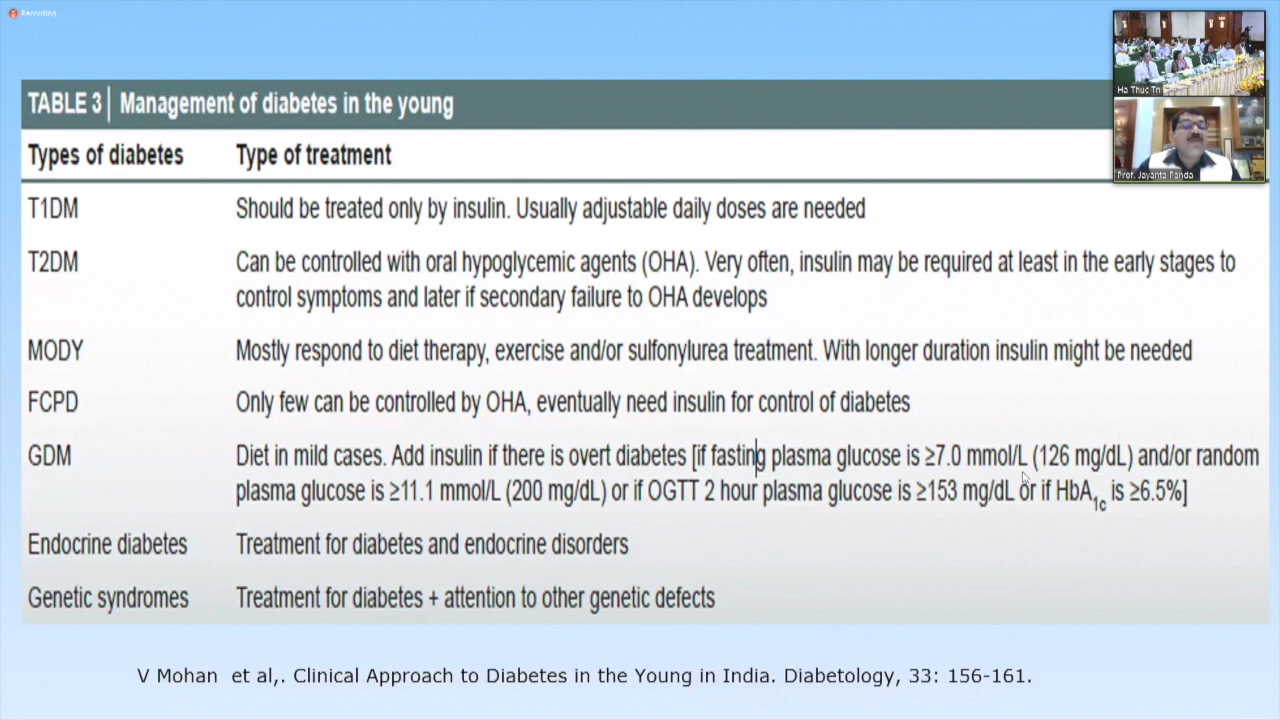 Recording
TABLE 3 | Management of diabetes in the young
Types of diabetes Type of treatment
T1DM Should be treated only by insulin. Usually adjustable daily doses are needed
T2DM Can be controlled with oral hypoglycemic agents (OHA). Very often, insulin may be required at least in the early stages to
control symptoms and later if secondary failure to OHA develops
MODY Mostly respond to diet therapy, exercise and/or sulfonylurea treatment. With longer duration insulin might be needed
FCPD Only few can be controlled by OHA, eventually need insulin for control of diabetes
GDM Diet in mild cases. Add insulin if there is overt diabetes [if fasting plasma glucose is ≥7.0 mmol/L (126 mg/dL) and/or random
plasma glucose is ≥11.1 mmol/L (200 mg/dL) or if OGTT 2 hour plasma glucose is ≥153 mg/dL or if HbA1c is ≥6.5%]
Endocrine diabetes Treatment for diabetes and endocrine disorders
Genetic syndromes Treatment for diabetes + attention to other genetic defects
V Mohan et al,. Clinical Approach to Diabetes in the Young in India. Diabetology, 33: 156-161.
Ha Thuc Tn
Prof. Jayanta Panda